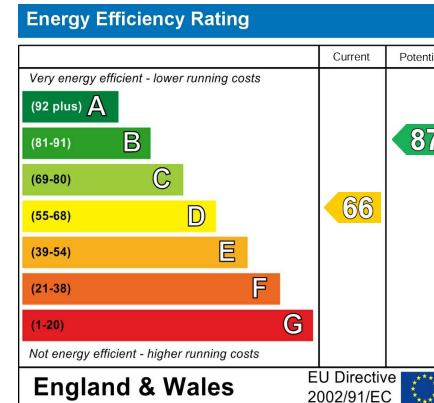 Energy Efficiency Rating
Current Potenti
Very energy efficient - lower running costs
(92 plus) A
(81-91) B 87
(69-80) C
(55-68) D 66
(39-54) E
(21-38) F
(1-20) G
Not energy efficient - higher running costs
England & Wales
EU Directive
2002/91/EC